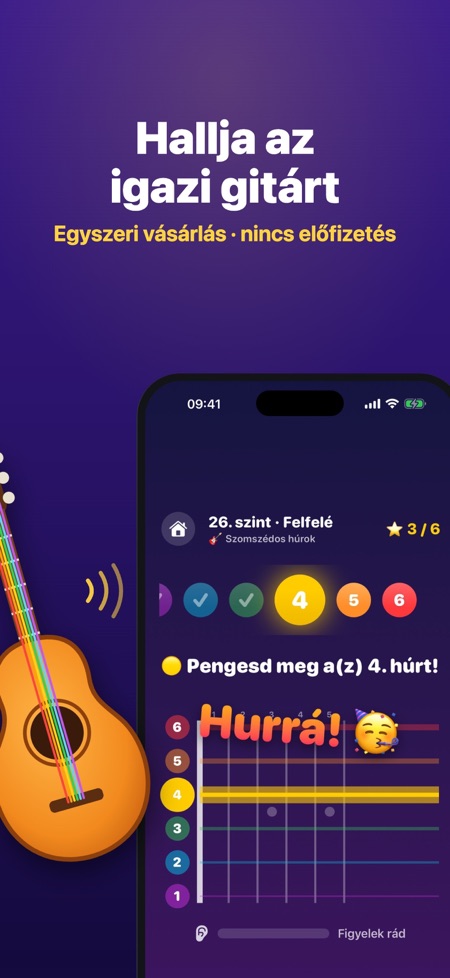 Hallja az
igazi gitárt
Egyszeri vásárlás · nincs előfizetés
09:41
26. szint · Felfelé
🎸 Szomszédos húrok
⭐ 3 / 6
4
5
6
🟡 Pengesd meg a(z) 4. húrt!
Hurrá! 🥳
6
5
4
3
2
1
Figyelek rád